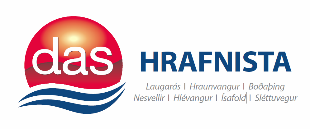 das
HRAFNISTA
Laugarás | Hraunvangur | Boðaþing
Nesvellir | Hlévangur | Ísafold | Sléttuvegur